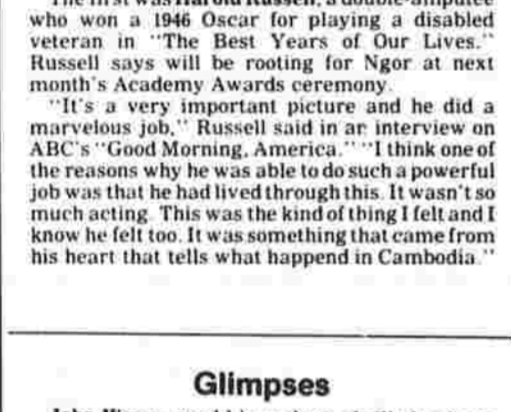 The first was Harold Russell, a double-amputee
who won a 1946 Oscar for playing a disabled
veteran in "The Best Years of Our Lives."
Russell says will be rooting for Ngor at next
month's Academy Awards ceremony.
"It's a very important picture and he did a
marvelous job," Russell said in an interview on
ABC's "Good Morning, America." "I think one of
the reasons why he was able to do such a powerful
job was that he had lived through this. It wasn't so
much acting. This was the kind of thing I felt and I
know he felt too. It was something that came from
his heart that tells what happend in Cambodia."
Glimpses